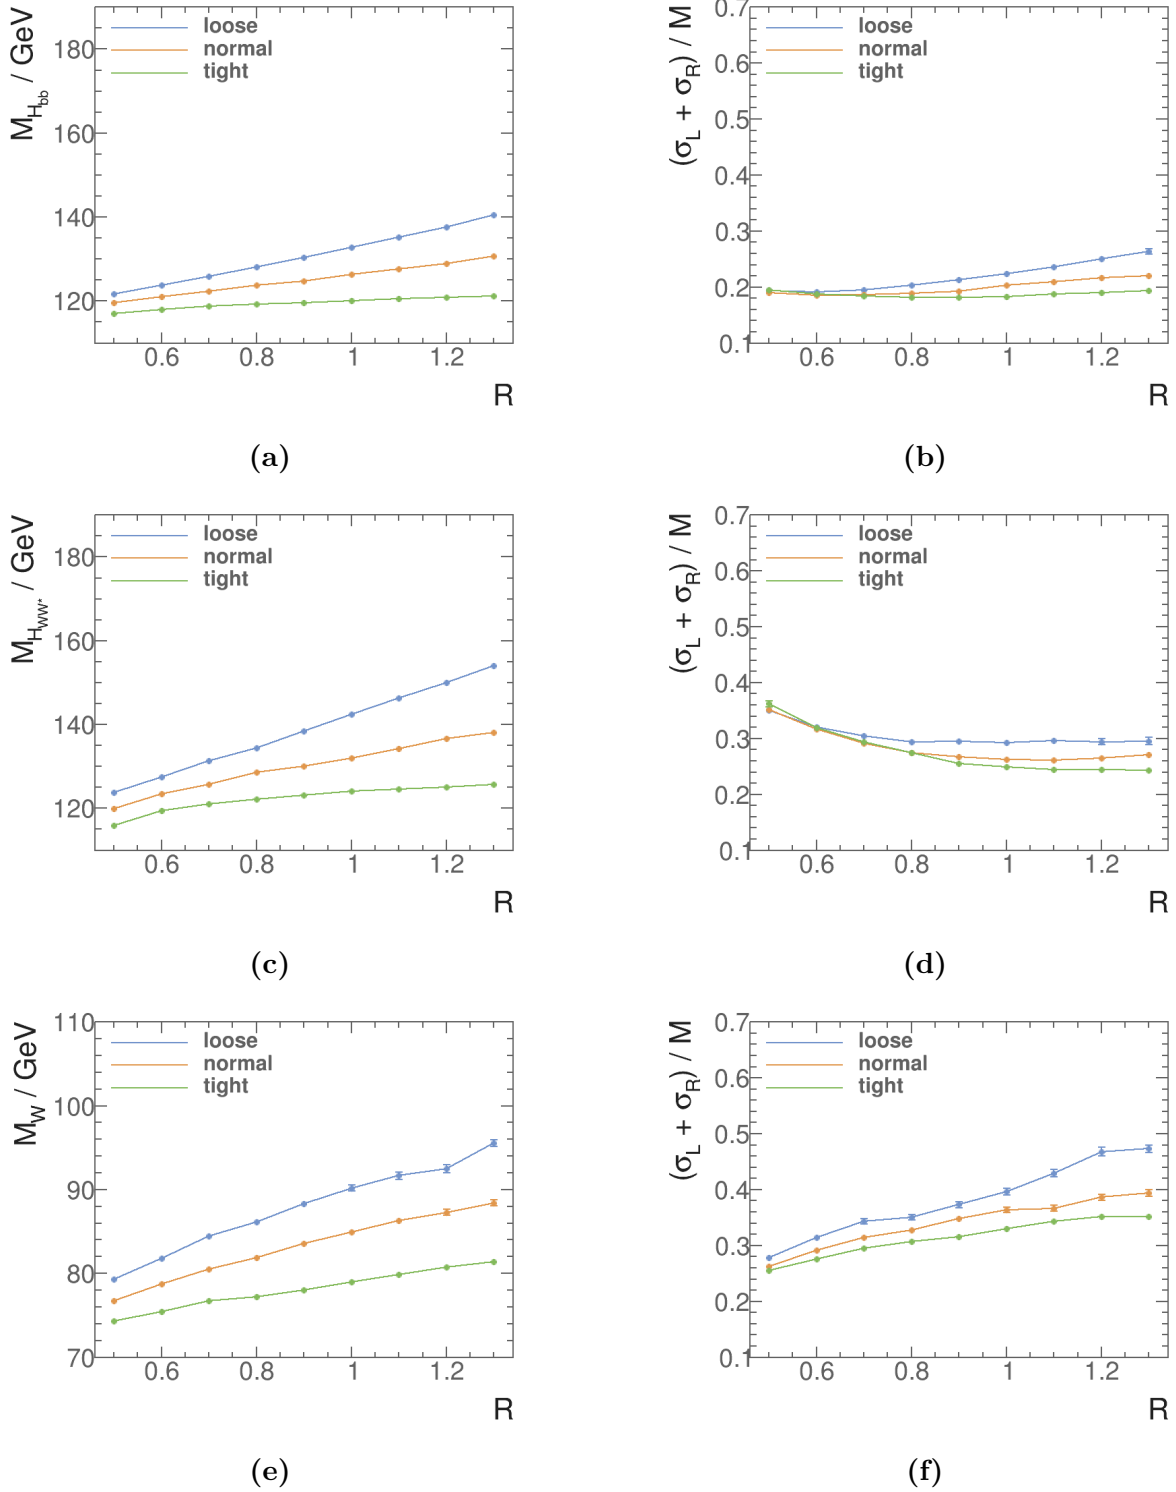 M_{H_{bb}} / GeV
180
160
140
120
loose
normal
tight
0.6 0.8 1 1.2
R
(a)
(σ_L + σ_R) / M
0.7
0.6
0.5
0.4
0.3
0.2
0.1
loose
normal
tight
0.6 0.8 1 1.2
R
(b)
M_{H_{WW*}} / GeV
180
160
140
120
loose
normal
tight
0.6 0.8 1 1.2
R
(c)
(σ_L + σ_R) / M
0.7
0.6
0.5
0.4
0.3
0.2
0.1
loose
normal
tight
0.6 0.8 1 1.2
R
(d)
M_W / GeV
110
100
90
80
70
loose
normal
tight
0.6 0.8 1 1.2
R
(e)
(σ_L + σ_R) / M
0.7
0.6
0.5
0.4
0.3
0.2
0.1
loose
normal
tight
0.6 0.8 1 1.2
R
(f)